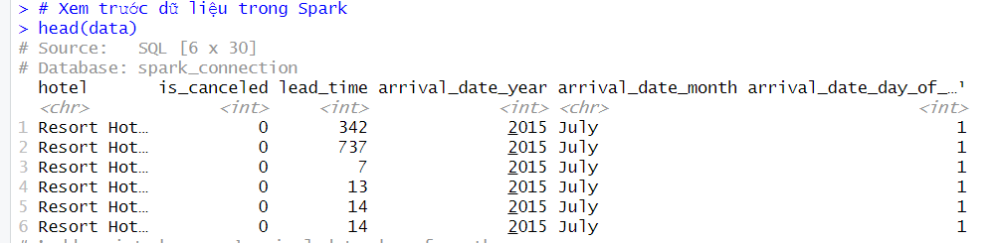 > # Xem trước dữ liệu trong Spark
> head(data)
# Source:   SQL [6 x 30]
# Database: spark_connection
  hotel       is_canceled lead_time arrival_date_year arrival_date_month arrival_date_day_of_…¹
  <chr>             <int>     <int>             <int> <chr>                               <int>
1 Resort Hot…           0       342              2015 July                                    1
2 Resort Hot…           0       737              2015 July                                    1
3 Resort Hot…           0         7              2015 July                                    1
4 Resort Hot…           0        13              2015 July                                    1
5 Resort Hot…           0        14              2015 July                                    1
6 Resort Hot…           0        14              2015 July                                    1